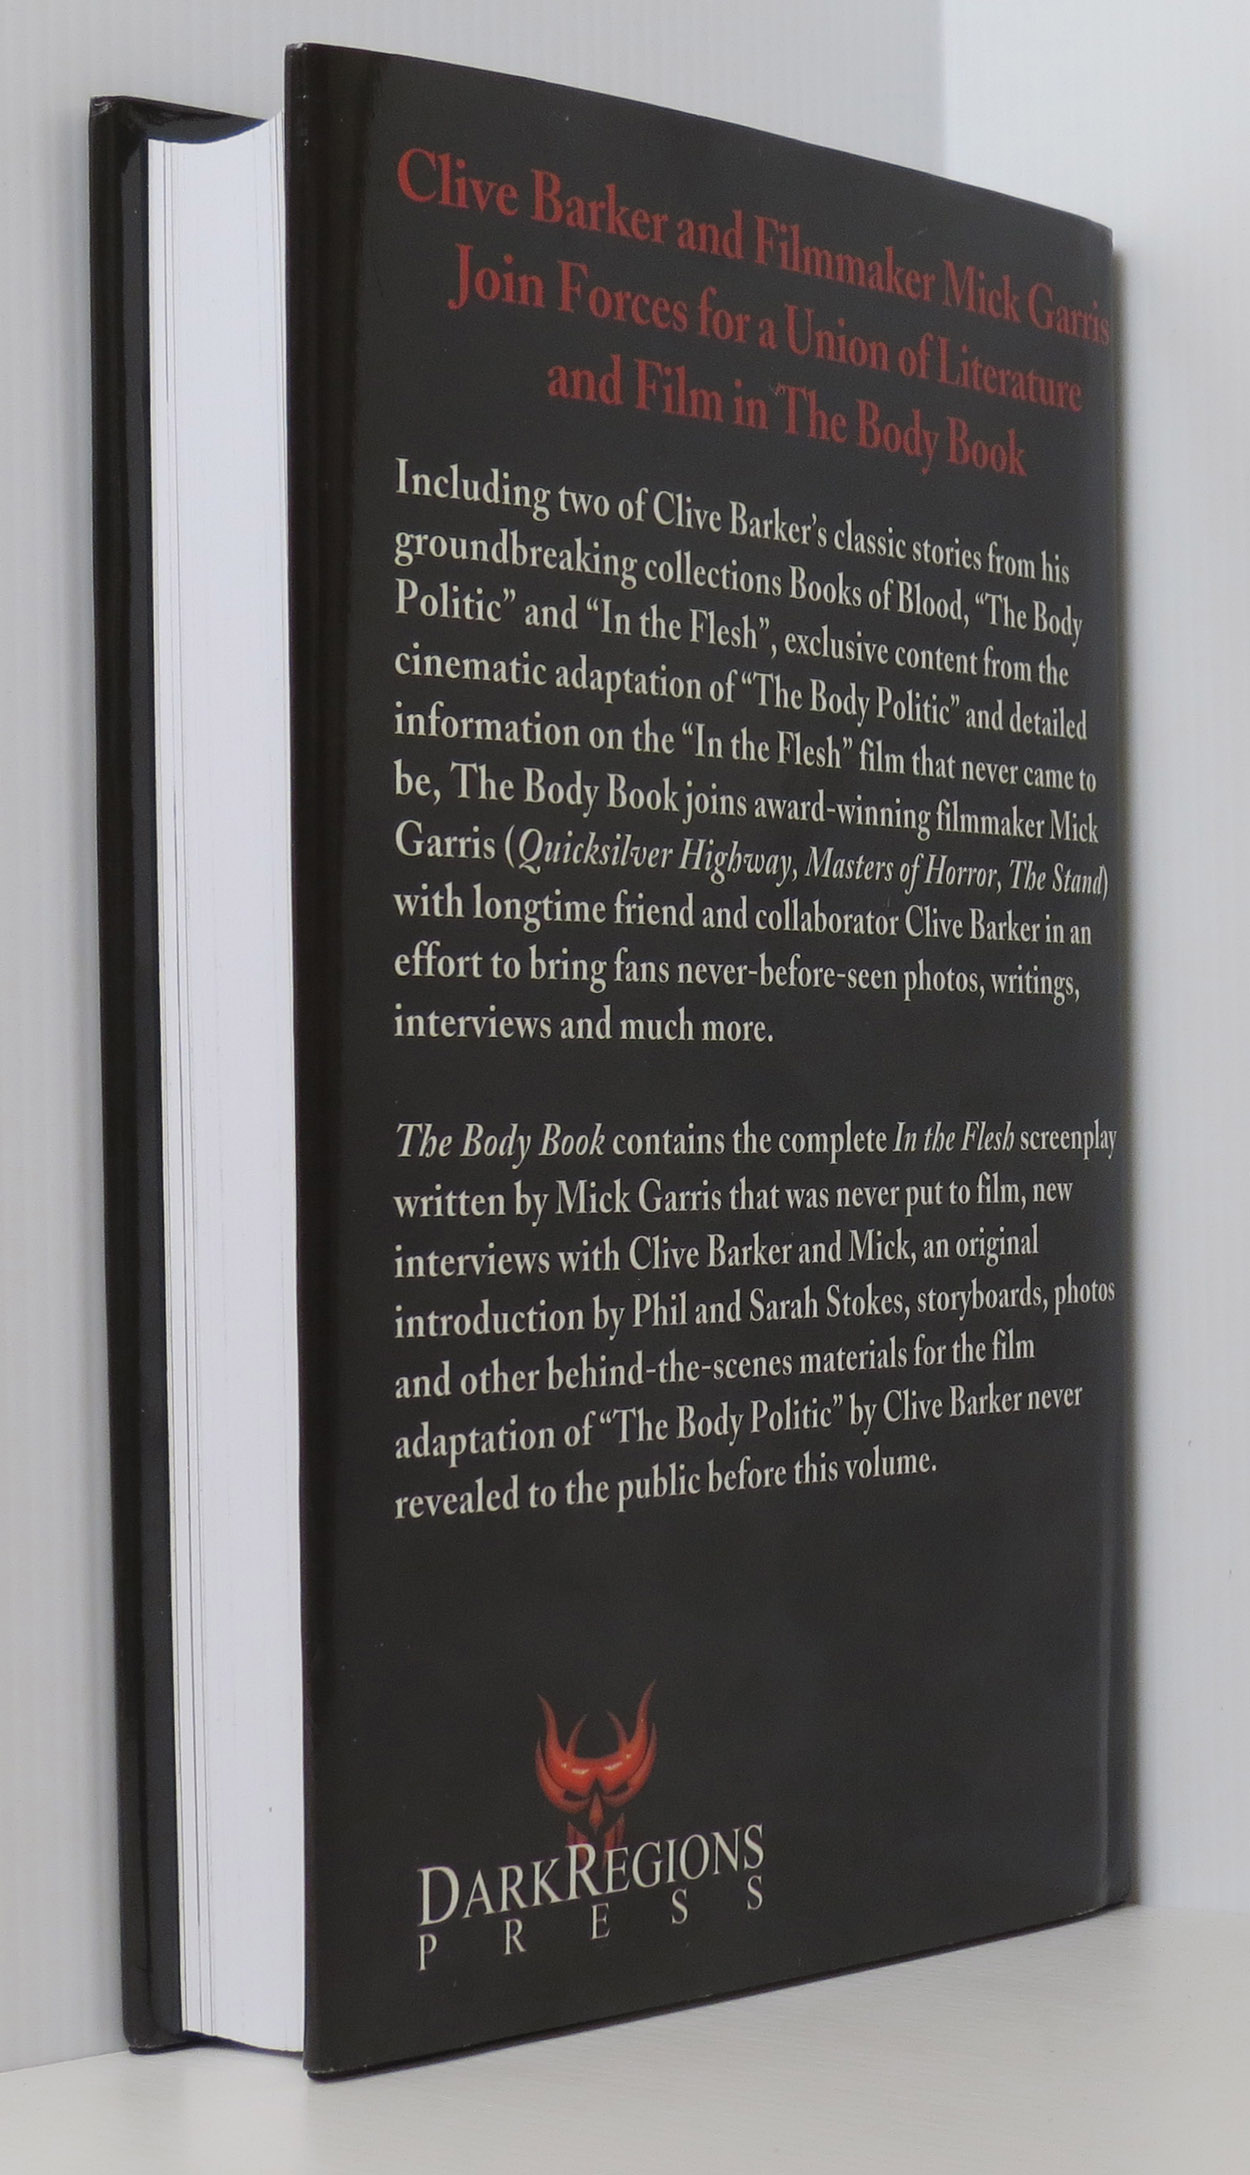 Clive Barker and Filmmaker Mick Garris
Join Forces for a Union of Literature
and Film in The Body Book
Including two of Clive Barker's classic stories from his
groundbreaking collections Books of Blood, “The Body
Politic” and “In the Flesh”, exclusive content from the
cinematic adaptation of “The Body Politic” and detailed
information on the “In the Flesh” film that never came to
be, The Body Book joins award-winning filmmaker Mick
Garris (Quicksilver Highway, Masters of Horror, The Stand)
with longtime friend and collaborator Clive Barker in an
effort to bring fans never-before-seen photos, writings,
interviews and much more.
The Body Book contains the complete In the Flesh screenplay
written by Mick Garris that was never put to film, new
interviews with Clive Barker and Mick, an original
introduction by Phil and Sarah Stokes, storyboards, photos
and other behind-the-scenes materials for the film
adaptation of “The Body Politic” by Clive Barker never
revealed to the public before this volume.
DARKREGIONS
PRESS